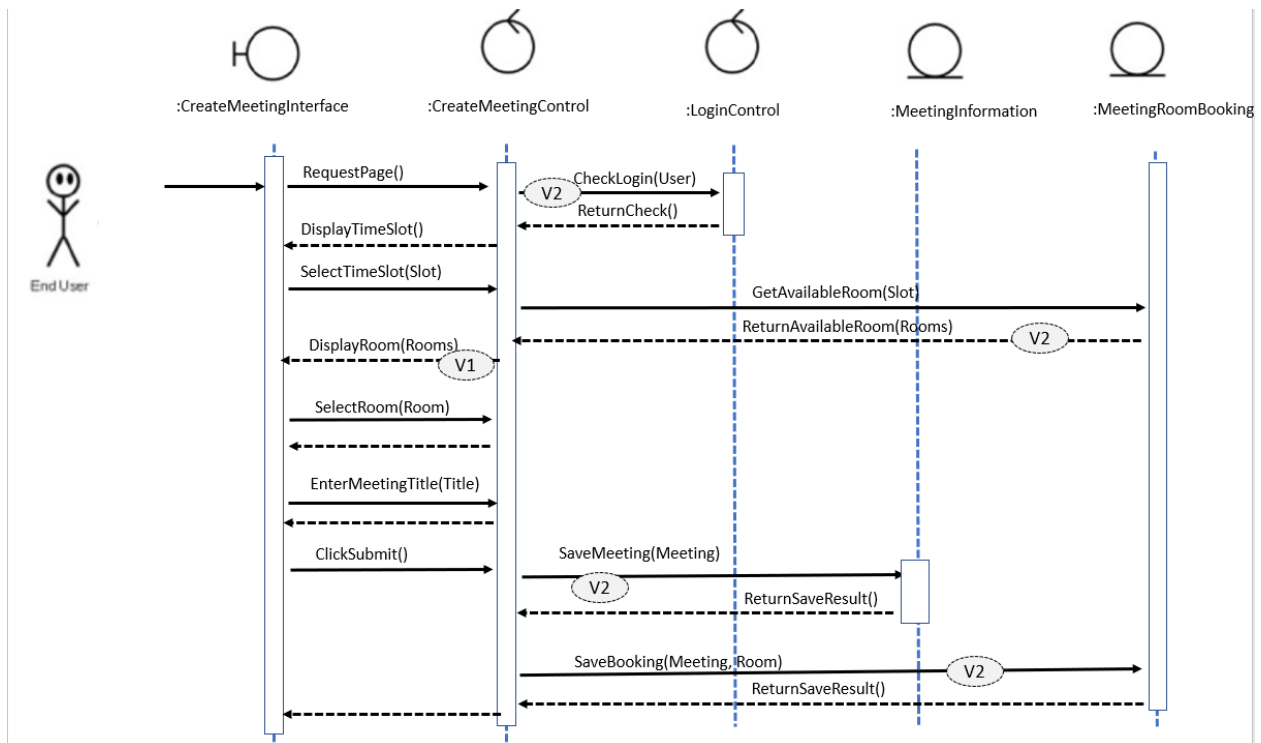 :CreateMeetingInterface
:CreateMeetingControl
:LoginControl
:MeetingInformation
:MeetingRoomBooking
End User
RequestPage()
V2
CheckLogin(User)
ReturnCheck()
DisplayTimeSlot()
SelectTimeSlot(Slot)
GetAvailableRoom(Slot)
ReturnAvailableRoom(Rooms)
V2
DisplayRoom(Rooms)
V1
SelectRoom(Room)
EnterMeetingTitle(Title)
ClickSubmit()
SaveMeeting(Meeting)
V2
ReturnSaveResult()
SaveBooking(Meeting, Room)
V2
ReturnSaveResult()